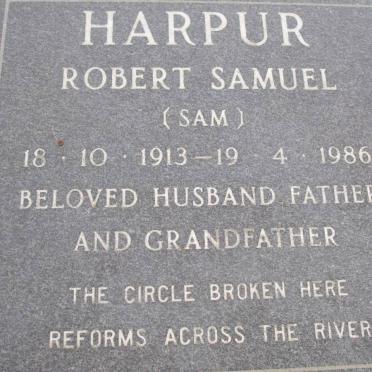 HARPUR
ROBERT SAMUEL
(SAM)
18 · 10 · 1913 — 19 · 4 · 1986
BELOVED HUSBAND FATHER
AND GRANDFATHER
THE CIRCLE BROKEN HERE
REFORMS ACROSS THE RIVER